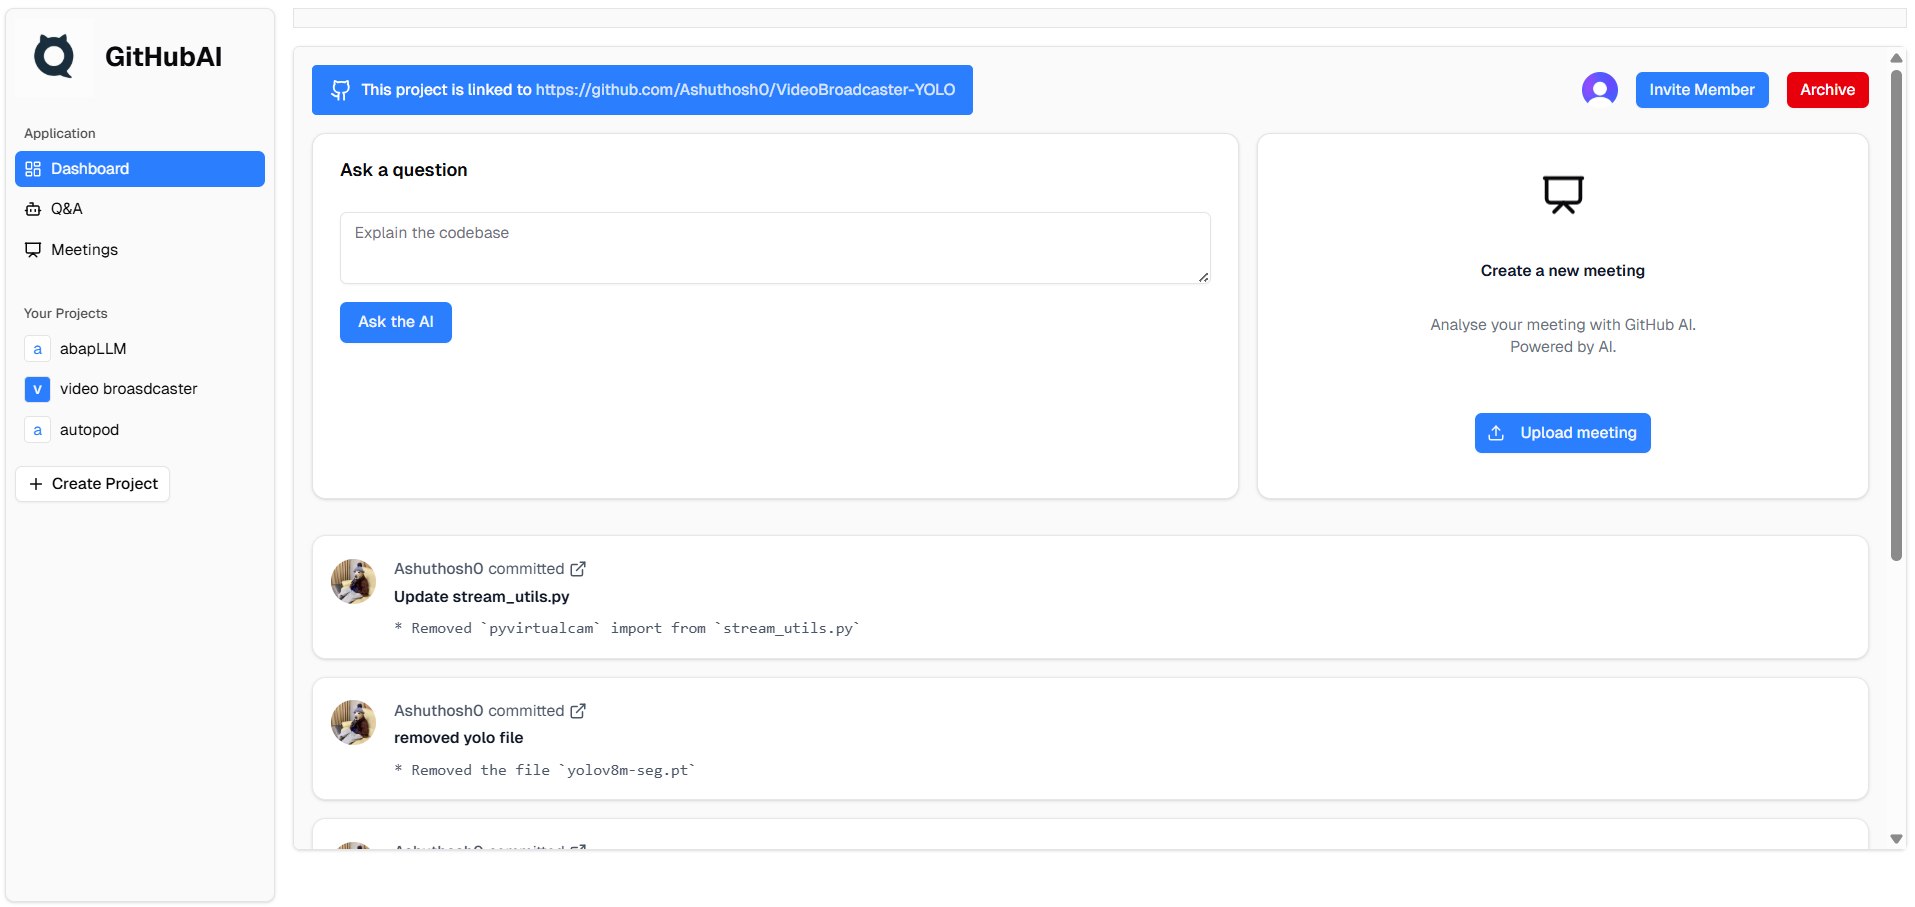 GitHubAI
Application
Dashboard
Q&A
Meetings
Your Projects
a abapLLM
v video broasdcaster
a autopod
+ Create Project
This project is linked to https://github.com/Ashuthosh0/VideoBroadcaster-YOLO
Invite Member
Archive
Ask a question
Explain the codebase
Ask the AI
Create a new meeting
Analyse your meeting with GitHub AI.
Powered by AI.
Upload meeting
Ashuthosh0 committed
Update stream_utils.py
* Removed `pyvirtualcam` import from `stream_utils.py`
Ashuthosh0 committed
removed yolo file
* Removed the file `yolov8m-seg.pt`
Ashuthosh0 committed